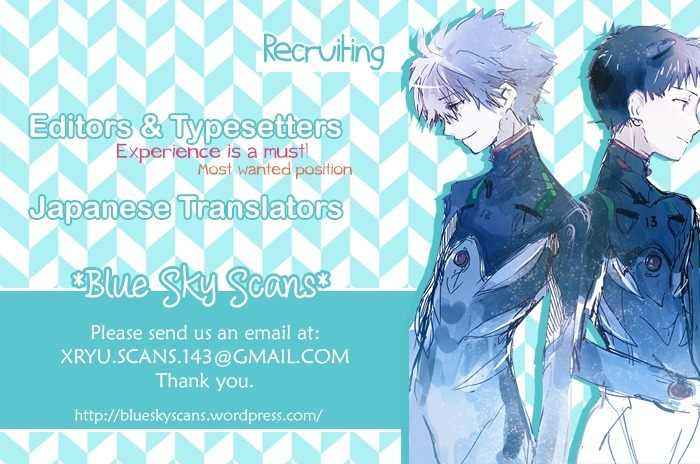 Recruiting
Editors & Typesetters
Experience is a must!
Most wanted position
Japanese Translators
*Blue Sky Scans*
Please send us an email at:
XRYU.SCANS.143@GMAIL.COM
Thank you.
http://blueskyscans.wordpress.com/
13